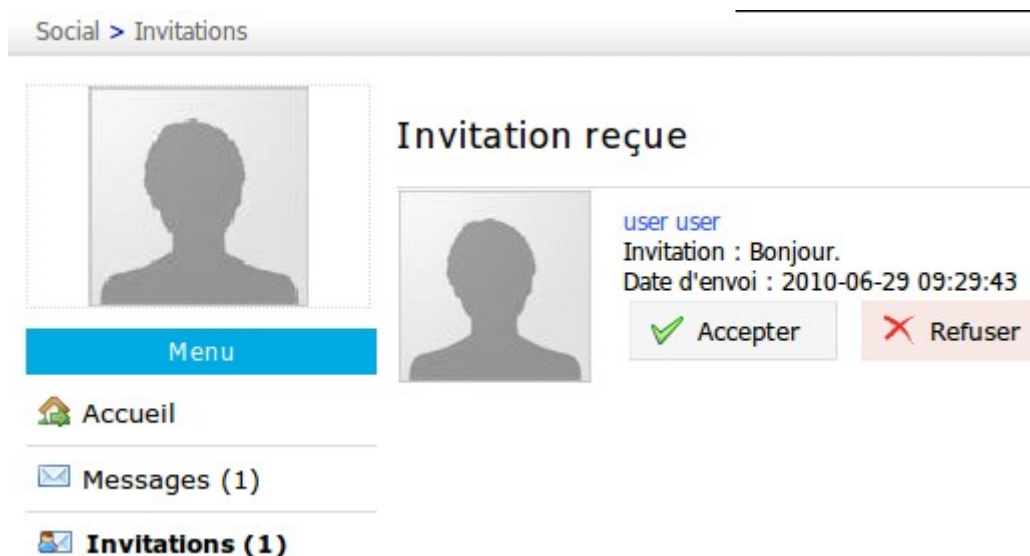 Social > Invitations
Invitation reçue
user user
Invitation : Bonjour.
Date d'envoi : 2010-06-29 09:29:43
Accepter
Refuser
Menu
Accueil
Messages (1)
Invitations (1)